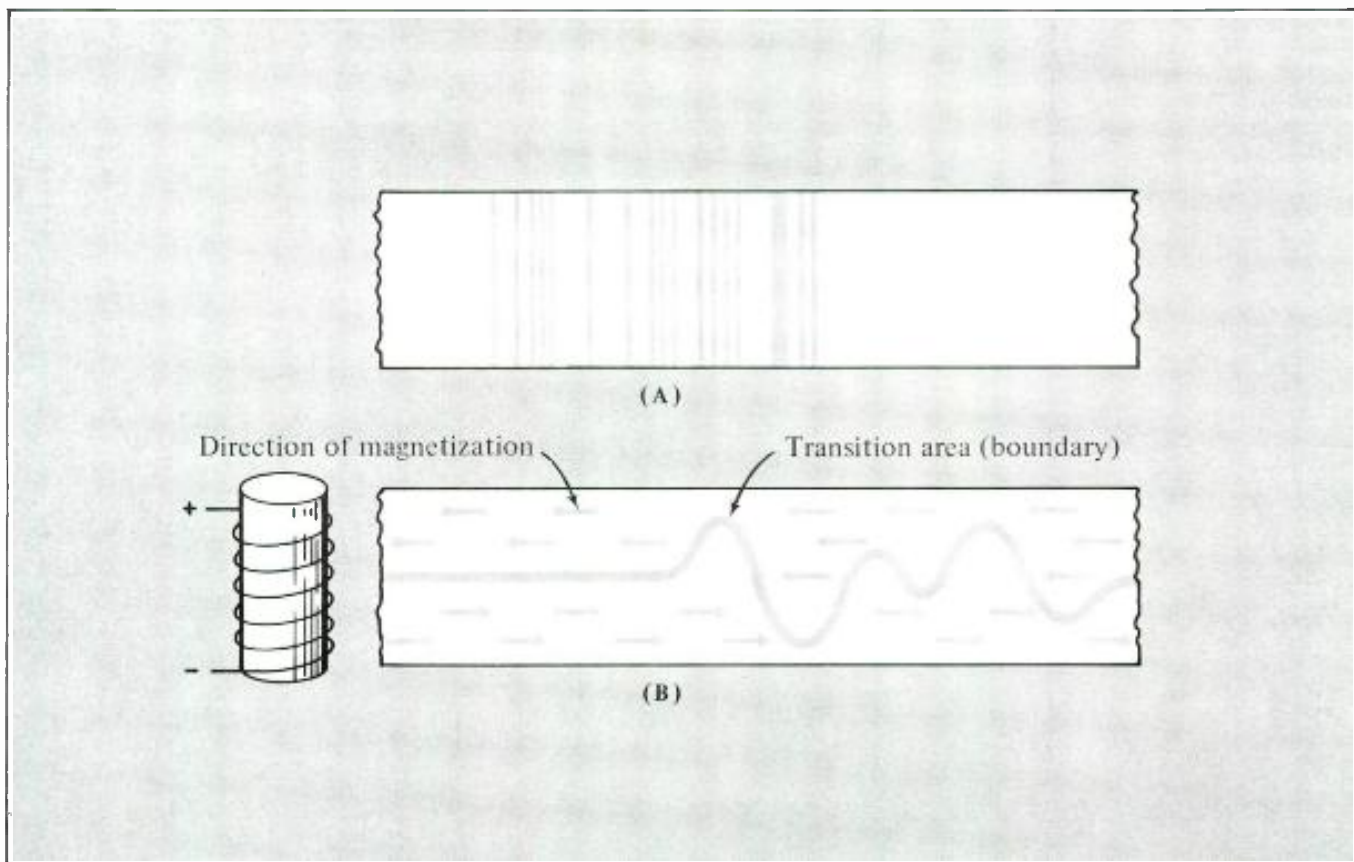 (A)
Direction of magnetization
Transition area (boundary)
+
-
(B)